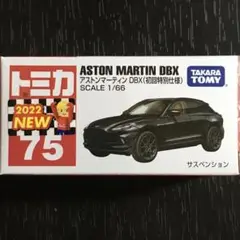 トミカ
2022
NEW
75
ASTON MARTIN DBX
アストンマーティン DBX(初回特別仕様)
SCALE 1/66
TAKARA
TOMY
サスペンション